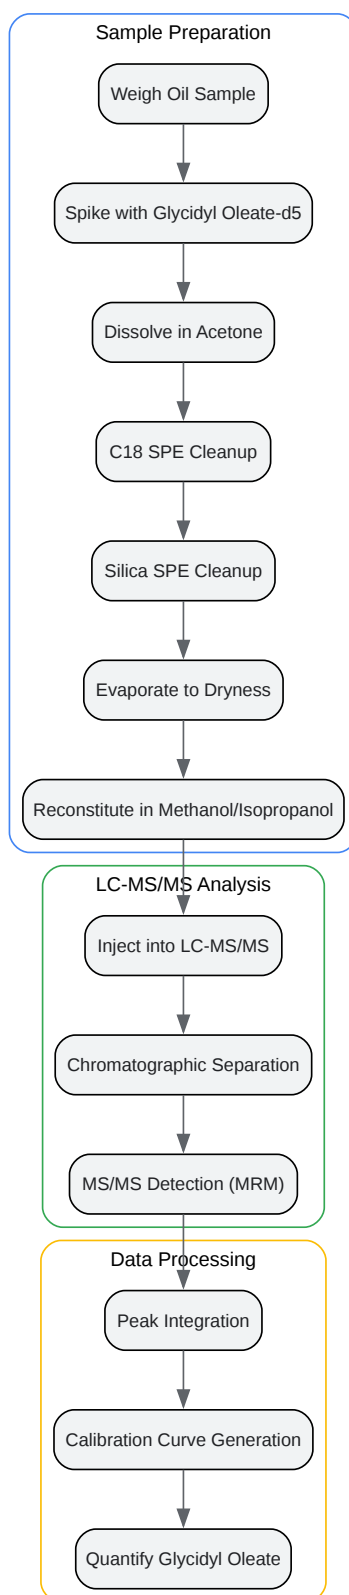 Sample Preparation
Weigh Oil Sample
Spike with Glycidyl Oleate-d5
Dissolve in Acetone
C18 SPE Cleanup
Silica SPE Cleanup
Evaporate to Dryness
Reconstitute in Methanol/Isopropanol
LC-MS/MS Analysis
Inject into LC-MS/MS
Chromatographic Separation
MS/MS Detection (MRM)
Data Processing
Peak Integration
Calibration Curve Generation
Quantify Glycidyl Oleate